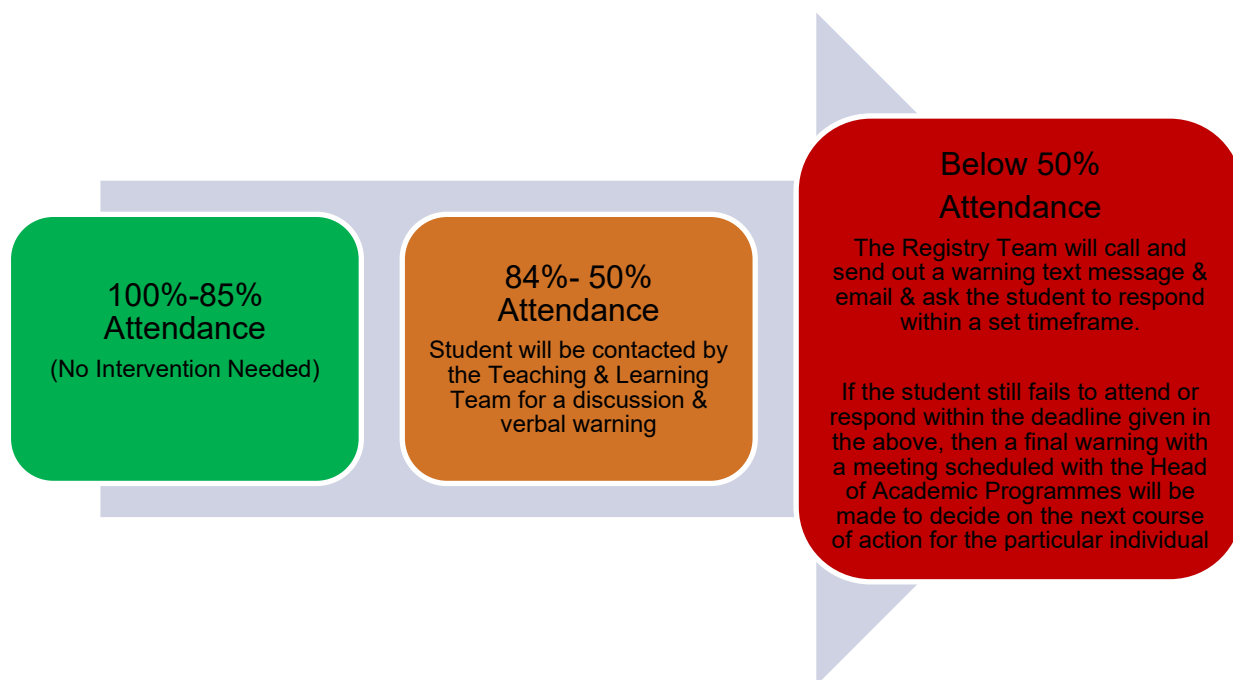 100%-85%
Attendance
(No Intervention Needed)
84%- 50%
Attendance
Student will be contacted by
the Teaching & Learning
Team for a discussion &
verbal warning
Below 50%
Attendance
The Registry Team will call and
send out a warning text message &
email & ask the student to respond
within a set timeframe.
If the student still fails to attend or
respond within the deadline given in
the above, then a final warning with
a meeting scheduled with the Head
of Academic Programmes will be
made to decide on the next course
of action for the particular individual